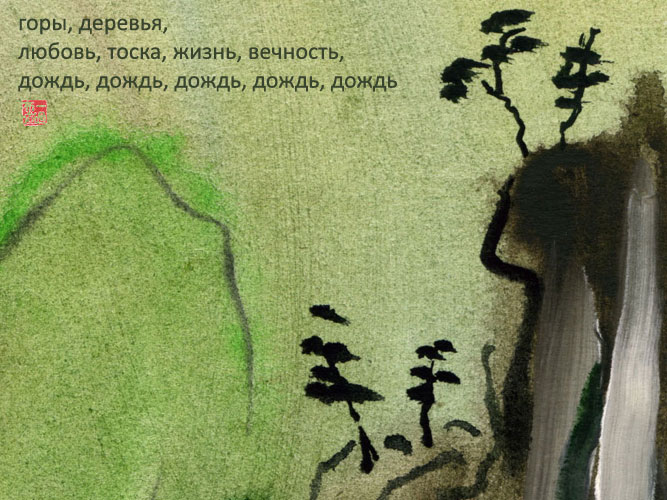 горы, деревья,
любовь, тоска, жизнь, вечность,
дождь, дождь, дождь, дождь, дождь